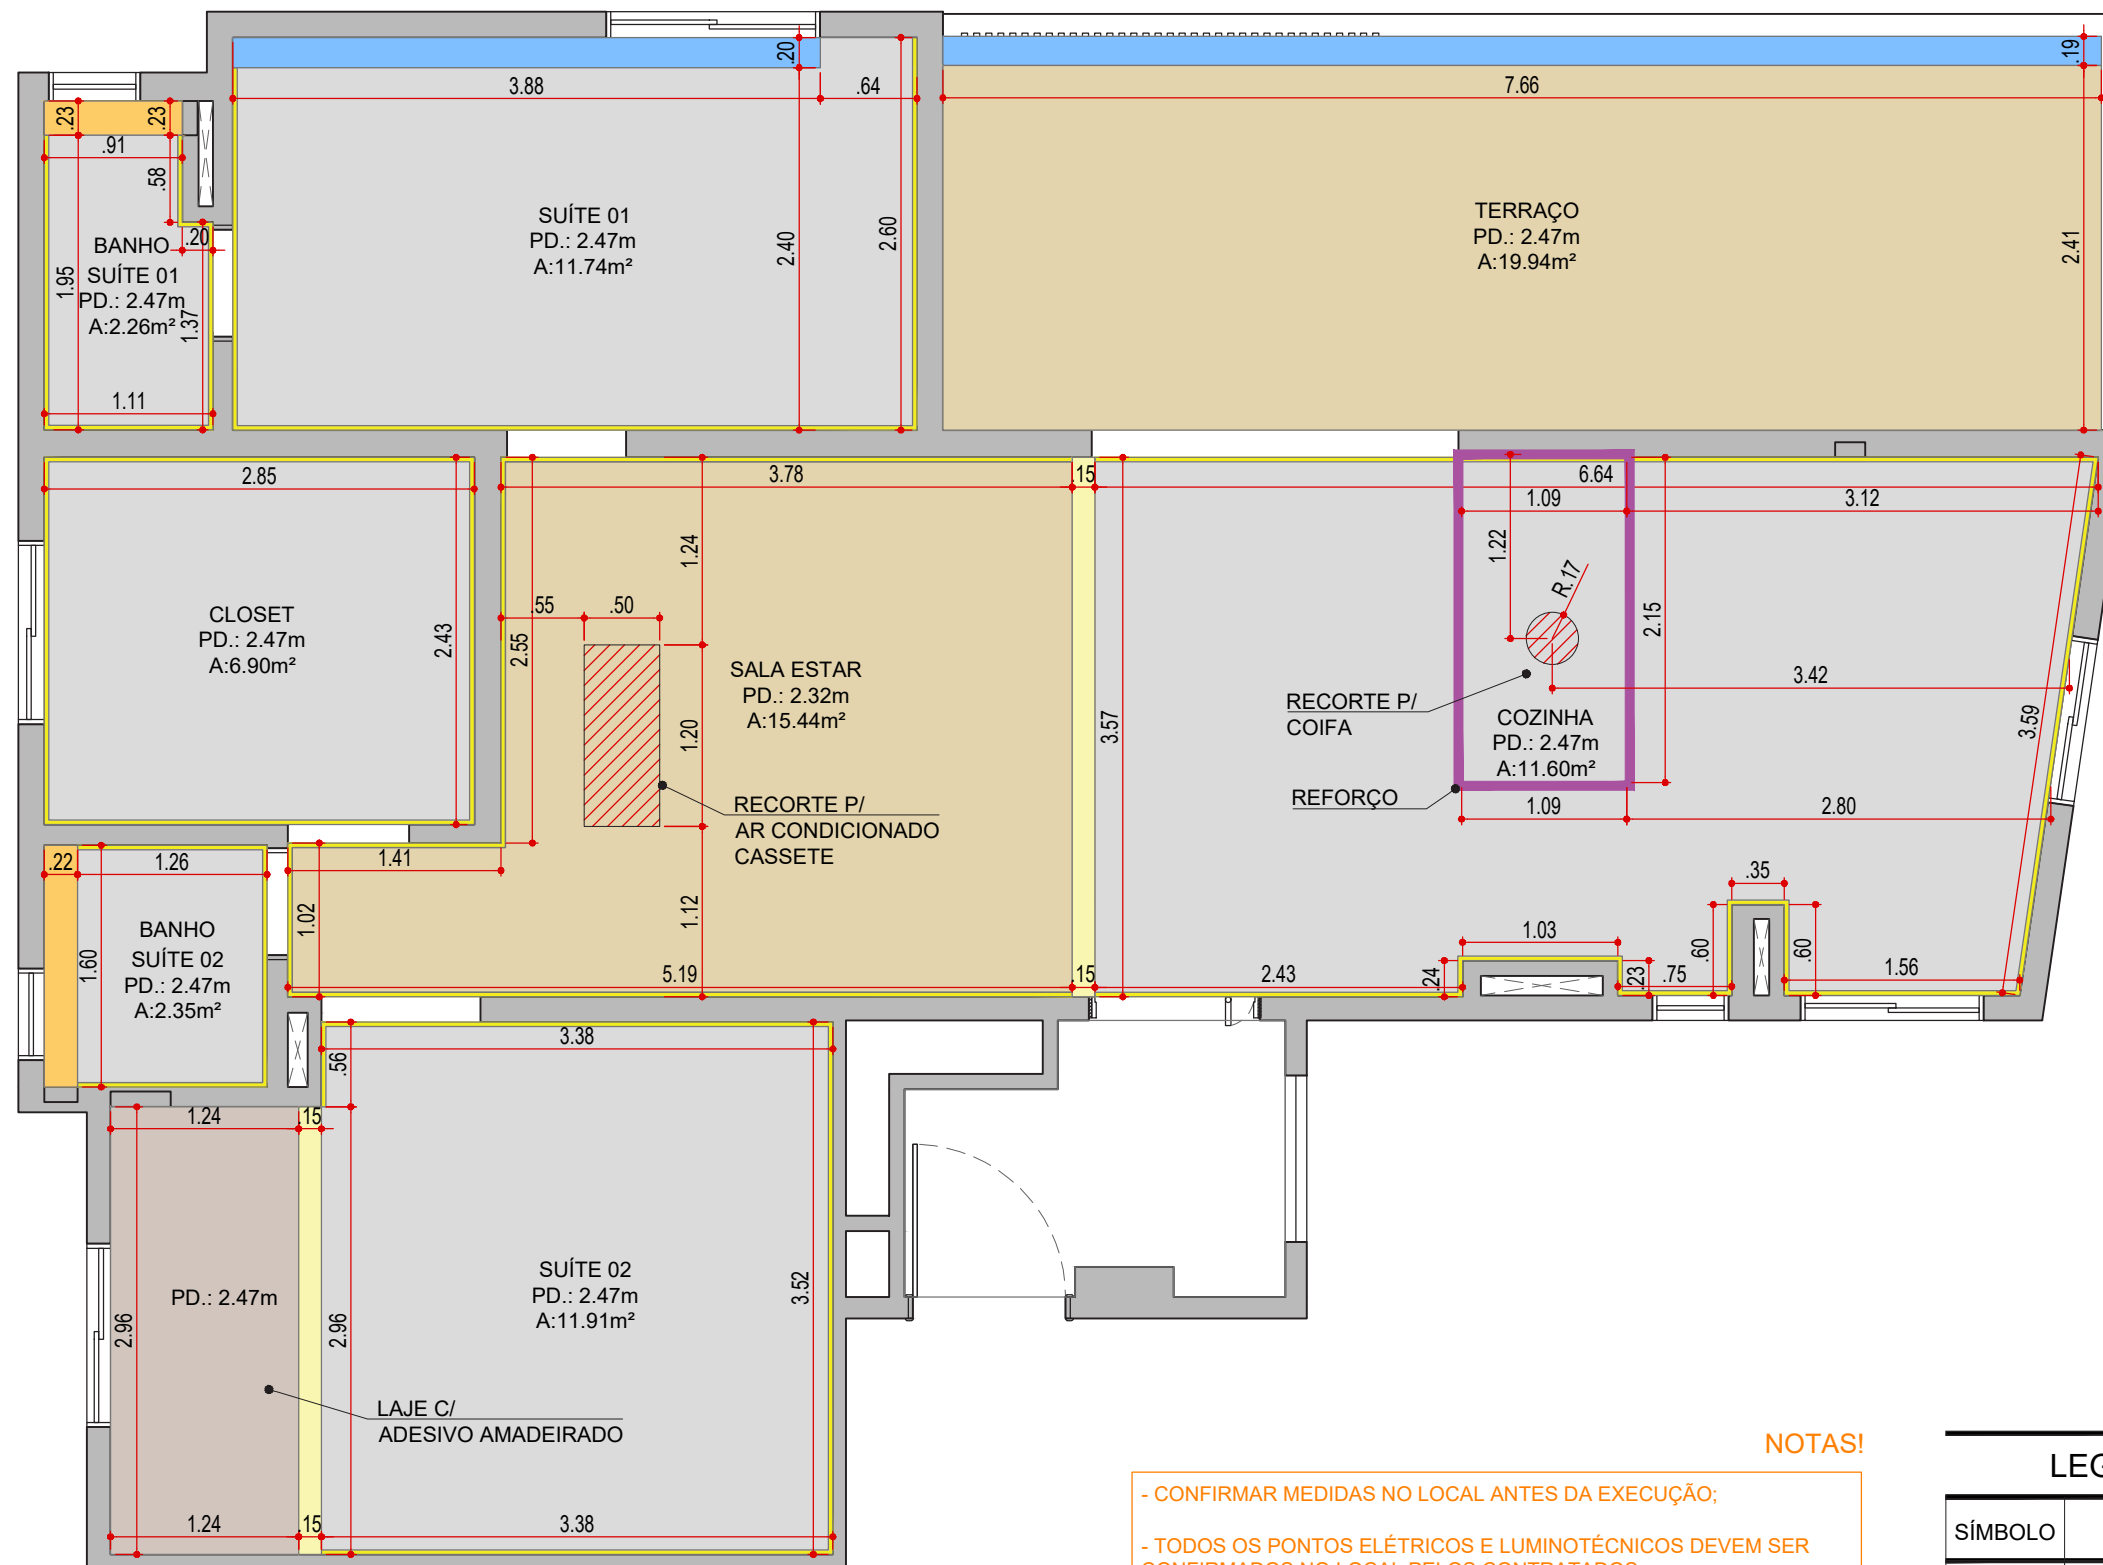 .20
.19
3.88
.64
7.66
.23
.23
.91
.58
SUÍTE 01
PD.: 2.47m
A:11.74m²
2.40
2.60
TERRAÇO
PD.: 2.47m
A:19.94m²
2.41
.20
BANHO
SUÍTE 01
PD.: 2.47m
A:2.26m²
1.95
1.37
1.11
2.85
3.78
.15
6.64
1.09
3.12
1.24
1.22
R.17
.55
.50
CLOSET
PD.: 2.47m
A:6.90m²
2.43
2.55
2.15
SALA ESTAR
PD.: 2.32m
A:15.44m²
1.20
3.57
3.42
3.59
RECORTE P/
COIFA
COZINHA
PD.: 2.47m
A:11.60m²
RECORTE P/
AR CONDICIONADO
CASSETE
REFORÇO
1.09
2.80
.22
1.26
1.41
.35
1.02
1.12
BANHO
SUÍTE 02
PD.: 2.47m
A:2.35m²
1.60
1.03
.60
.60
5.19
.15
2.43
.24
.23
.75
1.56
3.38
.56
1.24
.15
SUÍTE 02
PD.: 2.47m
A:11.91m²
3.52
PD.: 2.47m
2.96
2.96
LAJE C/
ADESIVO AMADEIRADO
1.24
.15
3.38
NOTAS!
- CONFIRMAR MEDIDAS NO LOCAL ANTES DA EXECUÇÃO;
- TODOS OS PONTOS ELÉTRICOS E LUMINOTÉCNICOS DEVEM SER
CONFIRMADOS NO LOCAL PELOS CONTRATADOS
LEG
SÍMBOLO